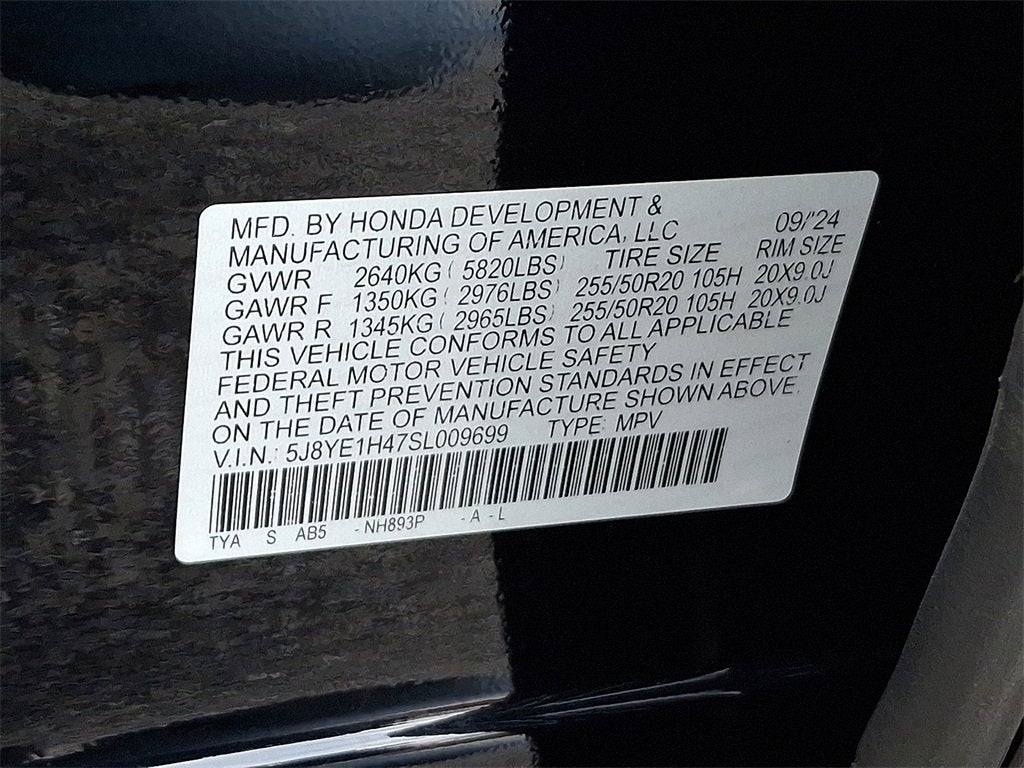 MFD. BY HONDA DEVELOPMENT &
MANUFACTURING OF AMERICA, LLC 09/'24
GVWR 2640KG ( 5820LBS) TIRE SIZE RIM SIZE
GAWR F 1350KG ( 2976LBS) 255/50R20 105H 20X9.0J
GAWR R 1345KG ( 2965LBS) 255/50R20 105H 20X9.0J
THIS VEHICLE CONFORMS TO ALL APPLICABLE
FEDERAL MOTOR VEHICLE SAFETY
AND THEFT PREVENTION STANDARDS IN EFFECT
ON THE DATE OF MANUFACTURE SHOWN ABOVE.
V.I.N.: 5J8YE1H47SL009699 TYPE: MPV
TYA S AB5 - NH893P - A - L